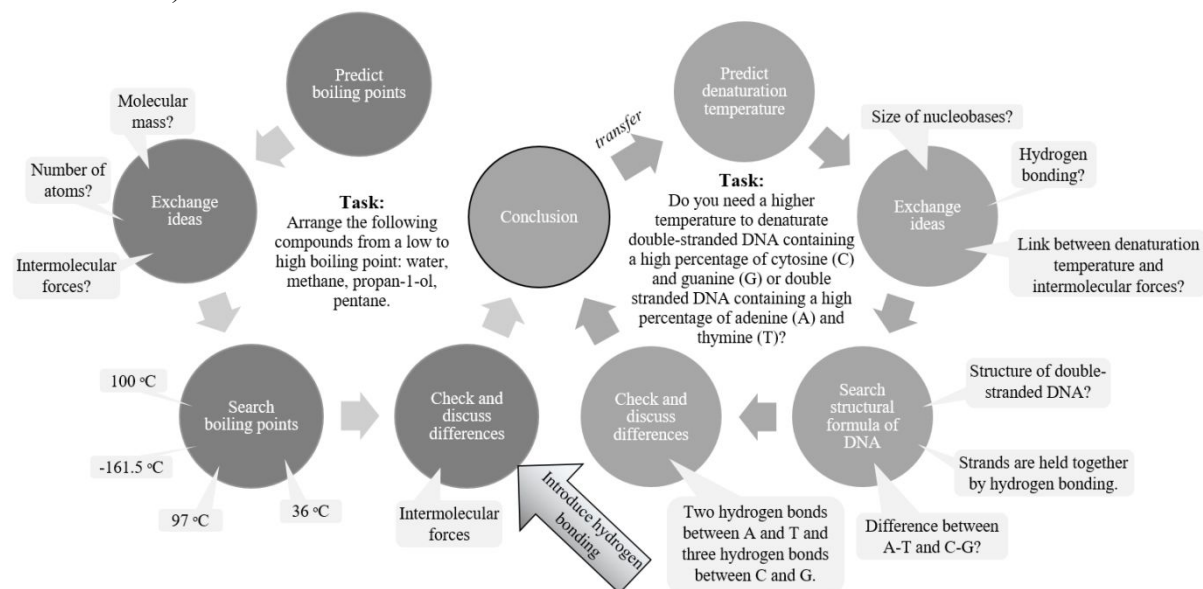 Predict
boiling points
Molecular
mass?
Number of
atoms?
Exchange
ideas
Intermolecular
forces?
Task:
Arrange the following
compounds from a low to
high boiling point: water,
methane, propan-1-ol,
pentane.
Search
boiling points
100 °C
-161.5 °C
97 °C
36 °C
Check and
discuss
differences
Intermolecular
forces
Introduce hydrogen
bonding
Conclusion
transfer
Predict
denaturation
temperature
Task:
Do you need a higher
temperature to denaturate
double-stranded DNA containing
a high percentage of cytosine (C)
and guanine (G) or double
stranded DNA containing a high
percentage of adenine (A) and
thymine (T)?
Size of nucleobases?
Hydrogen
bonding?
Exchange
ideas
Link between denaturation
temperature and
intermolecular forces?
Search
structural
formula of
DNA
Structure of double-
stranded DNA?
Strands are held together
by hydrogen bonding.
Difference between
A-T and C-G?
Check and
discuss
differences
Two hydrogen bonds
between A and T and
three hydrogen bonds
between C and G.